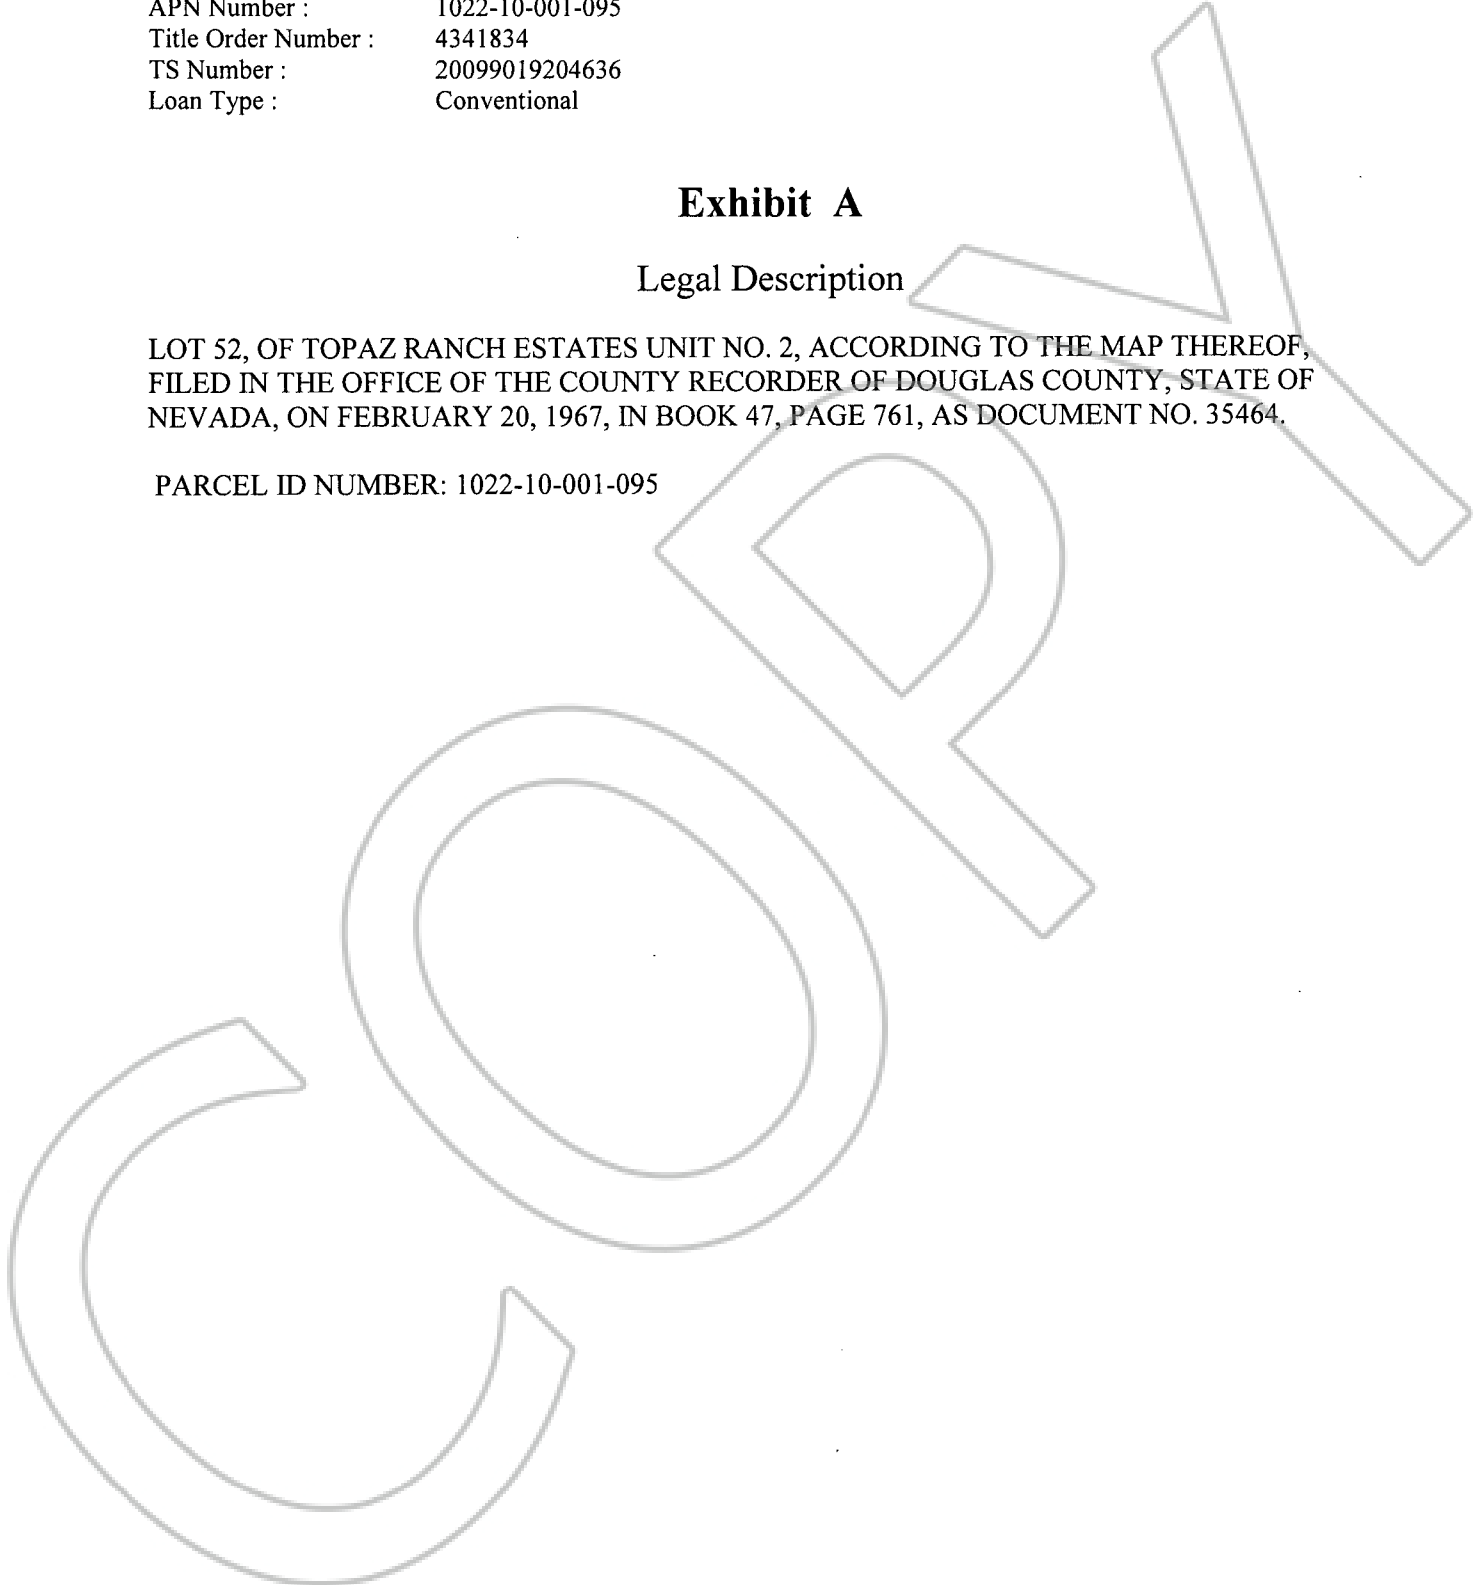 APN Number : 1022-10-001-095
Title Order Number : 4341834
TS Number : 20099019204636
Loan Type : Conventional
Exhibit A
Legal Description
LOT 52, OF TOPAZ RANCH ESTATES UNIT NO. 2, ACCORDING TO THE MAP THEREOF,
FILED IN THE OFFICE OF THE COUNTY RECORDER OF DOUGLAS COUNTY, STATE OF
NEVADA, ON FEBRUARY 20, 1967, IN BOOK 47, PAGE 761, AS DOCUMENT NO. 35464.
PARCEL ID NUMBER: 1022-10-001-095
COPY